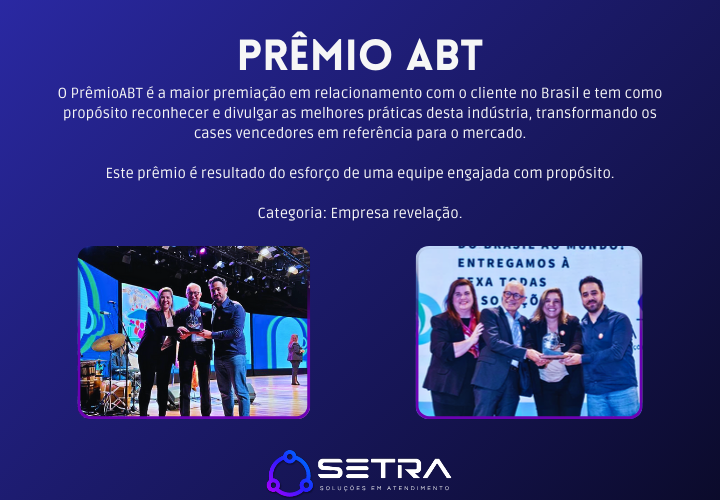 PRÊMIO ABT
O PrêmioABT é a maior premiação em relacionamento com o cliente no Brasil e tem como
propósito reconhecer e divulgar as melhores práticas desta indústria, transformando os
cases vencedores em referência para o mercado.
Este prêmio é resultado do esforço de uma equipe engajada com propósito.
Categoria: Empresa revelação.
DO BRASIL AO MUNDO!
ENTREGAMOS À
TODAS
SETRA
SOLUÇÕES EM ATENDIMENTO